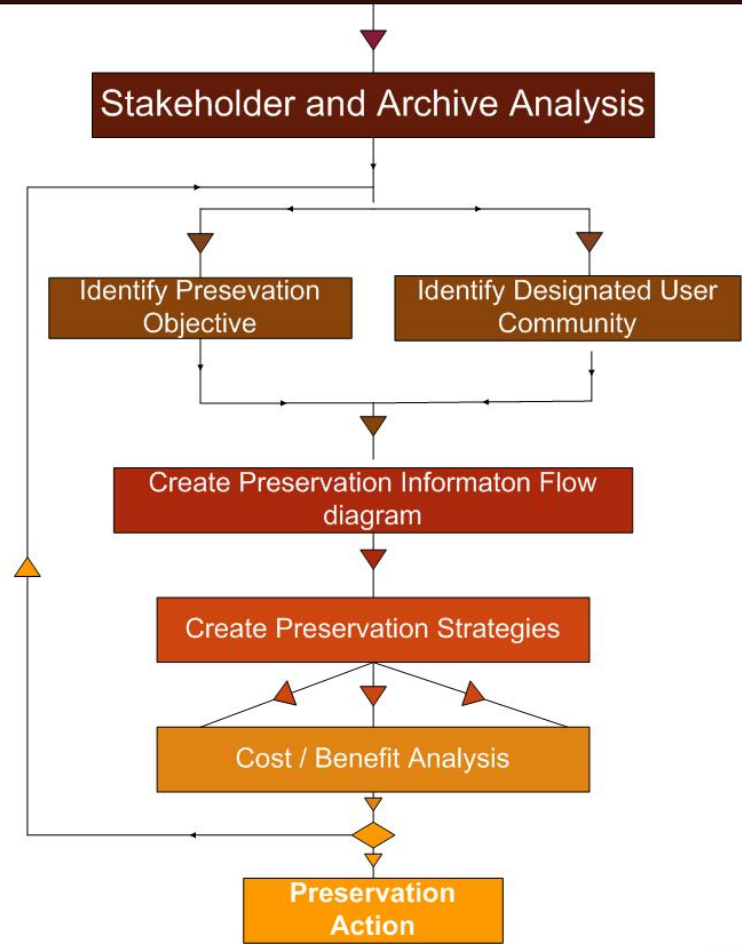 Stakeholder and Archive Analysis
Identify Presevation
Objective
Identify Designated User
Community
Create Preservation Informaton Flow
diagram
Create Preservation Strategies
Cost / Benefit Analysis
Preservation
Action